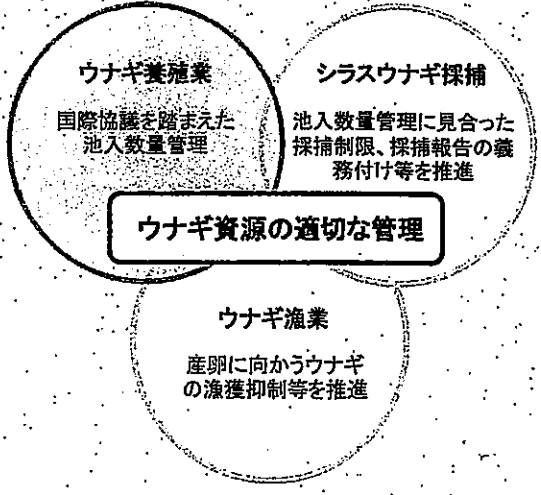 ウナギ養殖業
国際協議を踏まえた
池入数量管理
シラスウナギ採捕
池入数量管理に見合った
採捕制限、採捕報告の義
務付け等を推進
ウナギ資源の適切な管理
ウナギ漁業
産卵に向かうウナギ
の漁獲抑制等を推進